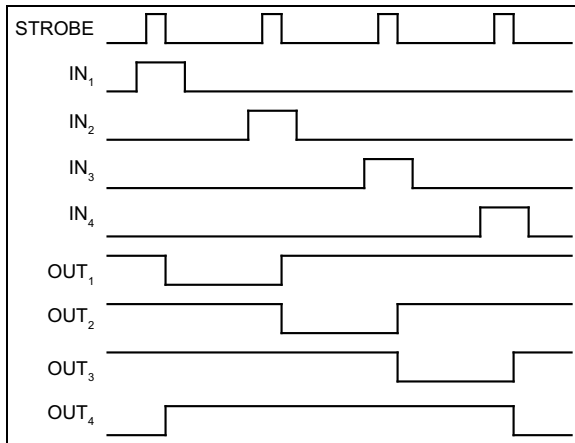 STROBE
IN₁
IN₂
IN₃
IN₄
OUT₁
OUT₂
OUT₃
OUT₄